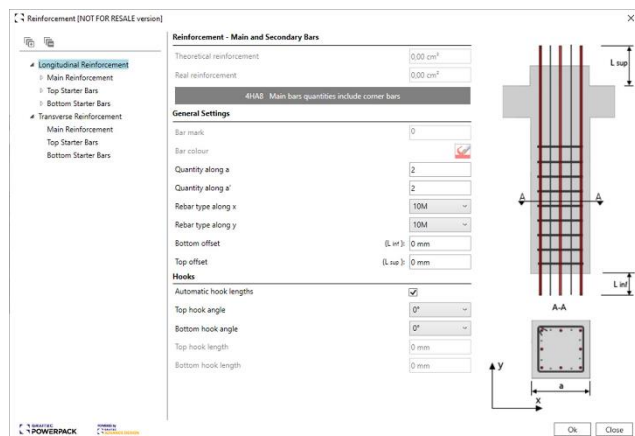 Reinforcement [NOT FOR RESALE version]
Longitudinal Reinforcement
Main Reinforcement
Top Starter Bars
Bottom Starter Bars
Transverse Reinforcement
Main Reinforcement
Top Starter Bars
Bottom Starter Bars
Reinforcement - Main and Secondary Bars
Theoretical reinforcement 0,00 cm²
Real reinforcement 0,00 cm²
4HA8 Main bars quantities include corner bars
General Settings
Bar mark 0
Bar colour
Quantity along a 2
Quantity along a' 2
Rebar type along x 10M
Rebar type along y 10M
Bottom offset (L inf ): 0 mm
Top offset (L sup ): 0 mm
Hooks
Automatic hook lengths
Top hook angle 0°
Bottom hook angle 0°
Top hook length 0 mm
Bottom hook length 0 mm
L sup
A A
L inf
A-A
y
a
x
GRAITEC
POWERPACK
POWERED BY
Ok Close